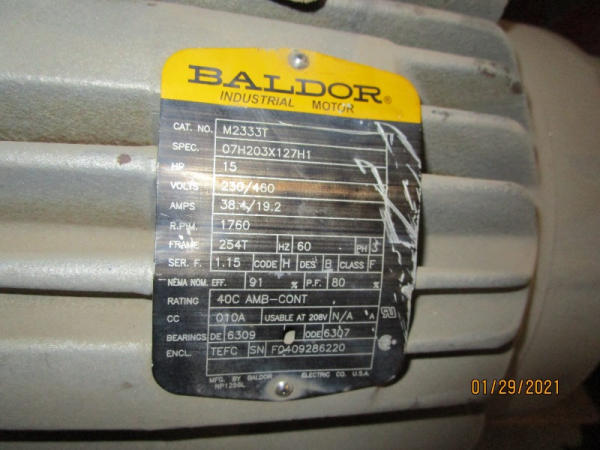 BALDOR®
INDUSTRIAL MOTOR
CAT. NO. M2333T
SPEC. 07H203X127H1
HP 15
VOLTS 230/460
AMPS 38.4/19.2
R.P.M. 1760
FRAME 254T HZ 60 PH 3
SER. F. 1.15 CODE H DES B CLASS F
NEMA NOM. EFF. 91 % P.F. 80 %
RATING 40C AMB-CONT
CC 010A USABLE AT 208V N/A A
BEARINGS DE 6309 ODE 6307
ENCL. TEFC SN F0409286220
MFG. BY BALDOR ELECTRIC CO. U.S.A.
01/29/2021